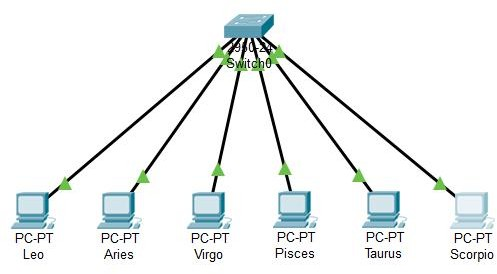 2950-24
Switch0
PC-PT
Leo
PC-PT
Aries
PC-PT
Virgo
PC-PT
Pisces
PC-PT
Taurus
PC-PT
Scorpio